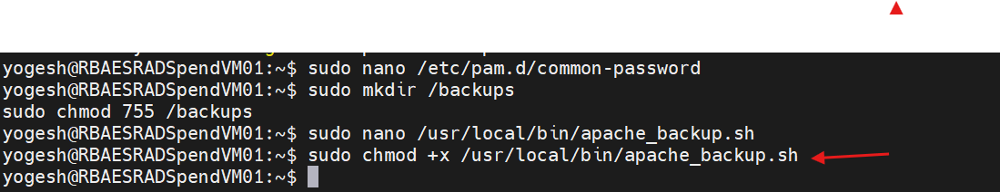 yogesh@RBAESRADSpendVM01:~$ sudo nano /etc/pam.d/common-password
yogesh@RBAESRADSpendVM01:~$ sudo mkdir /backups
sudo chmod 755 /backups
yogesh@RBAESRADSpendVM01:~$ sudo nano /usr/local/bin/apache_backup.sh
yogesh@RBAESRADSpendVM01:~$ sudo chmod +x /usr/local/bin/apache_backup.sh
yogesh@RBAESRADSpendVM01:~$